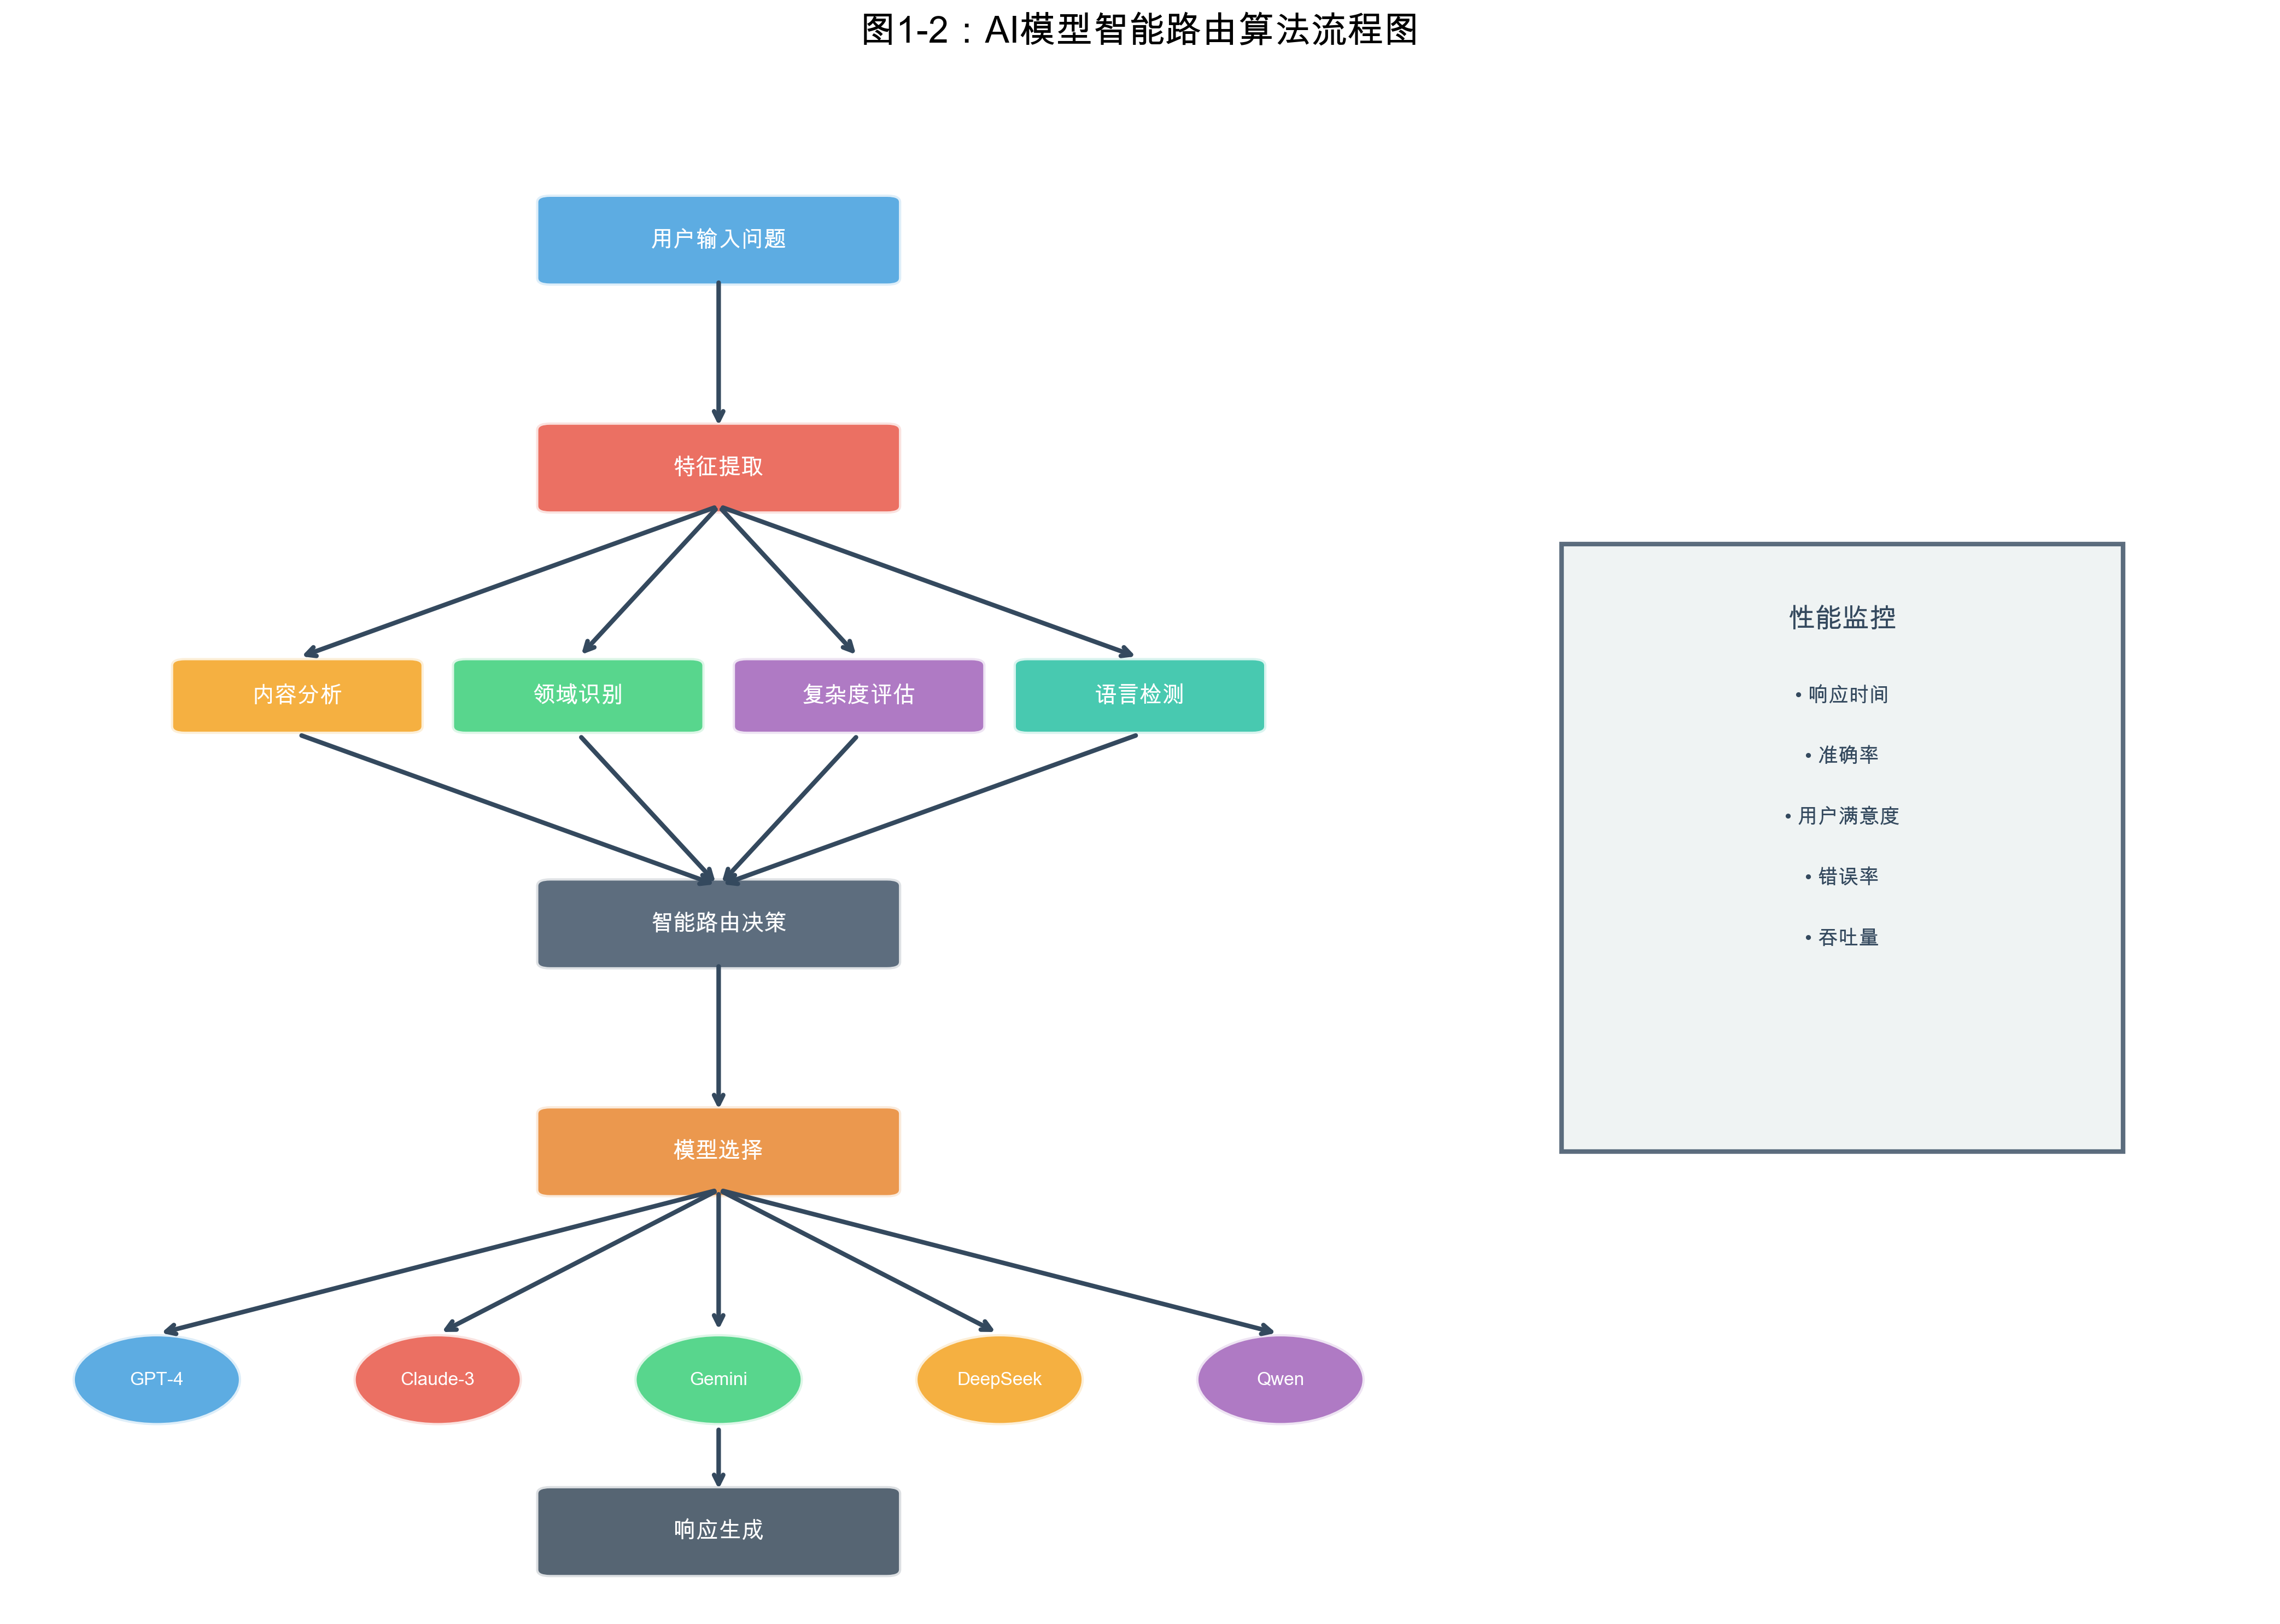 图1-2：AI模型智能路由算法流程图
用户输入问题
特征提取
内容分析
领域识别
复杂度评估
语言检测
智能路由决策
模型选择
GPT-4
Claude-3
Gemini
DeepSeek
Qwen
响应生成
性能监控
• 响应时间
• 准确率
• 用户满意度
• 错误率
• 吞吐量